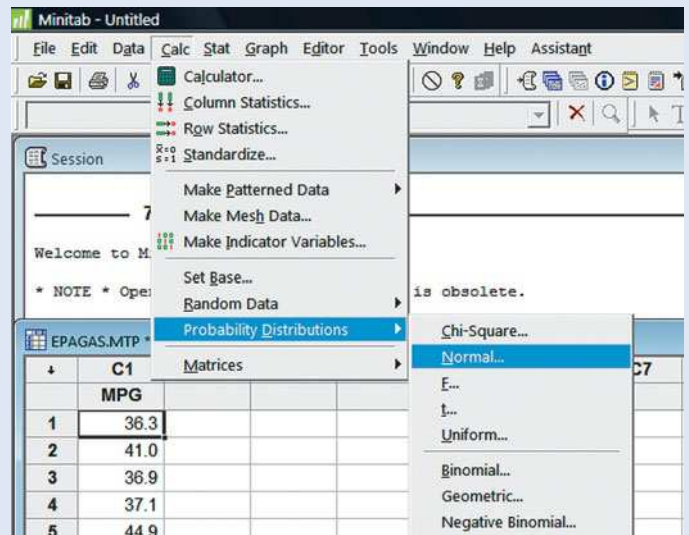 Minitab - Untitled
File Edit Data Calc Stat Graph Editor Tools Window Help Assistant
Calculator...
Column Statistics...
Row Statistics...
Standardize...
Make Patterned Data
Make Mesh Data...
Make Indicator Variables...
Set Base...
Random Data
Probability Distributions
Matrices
Chi-Square...
Normal...
F...
t...
Uniform...
Binomial...
Geometric...
Negative Binomial...
Session
7
Welcome to M
* NOTE * Ope is obsolete.
EPAGAS.MTP *
C1 C7
MPG
1 36.3
2 41.0
3 36.9
4 37.1
5 44.9